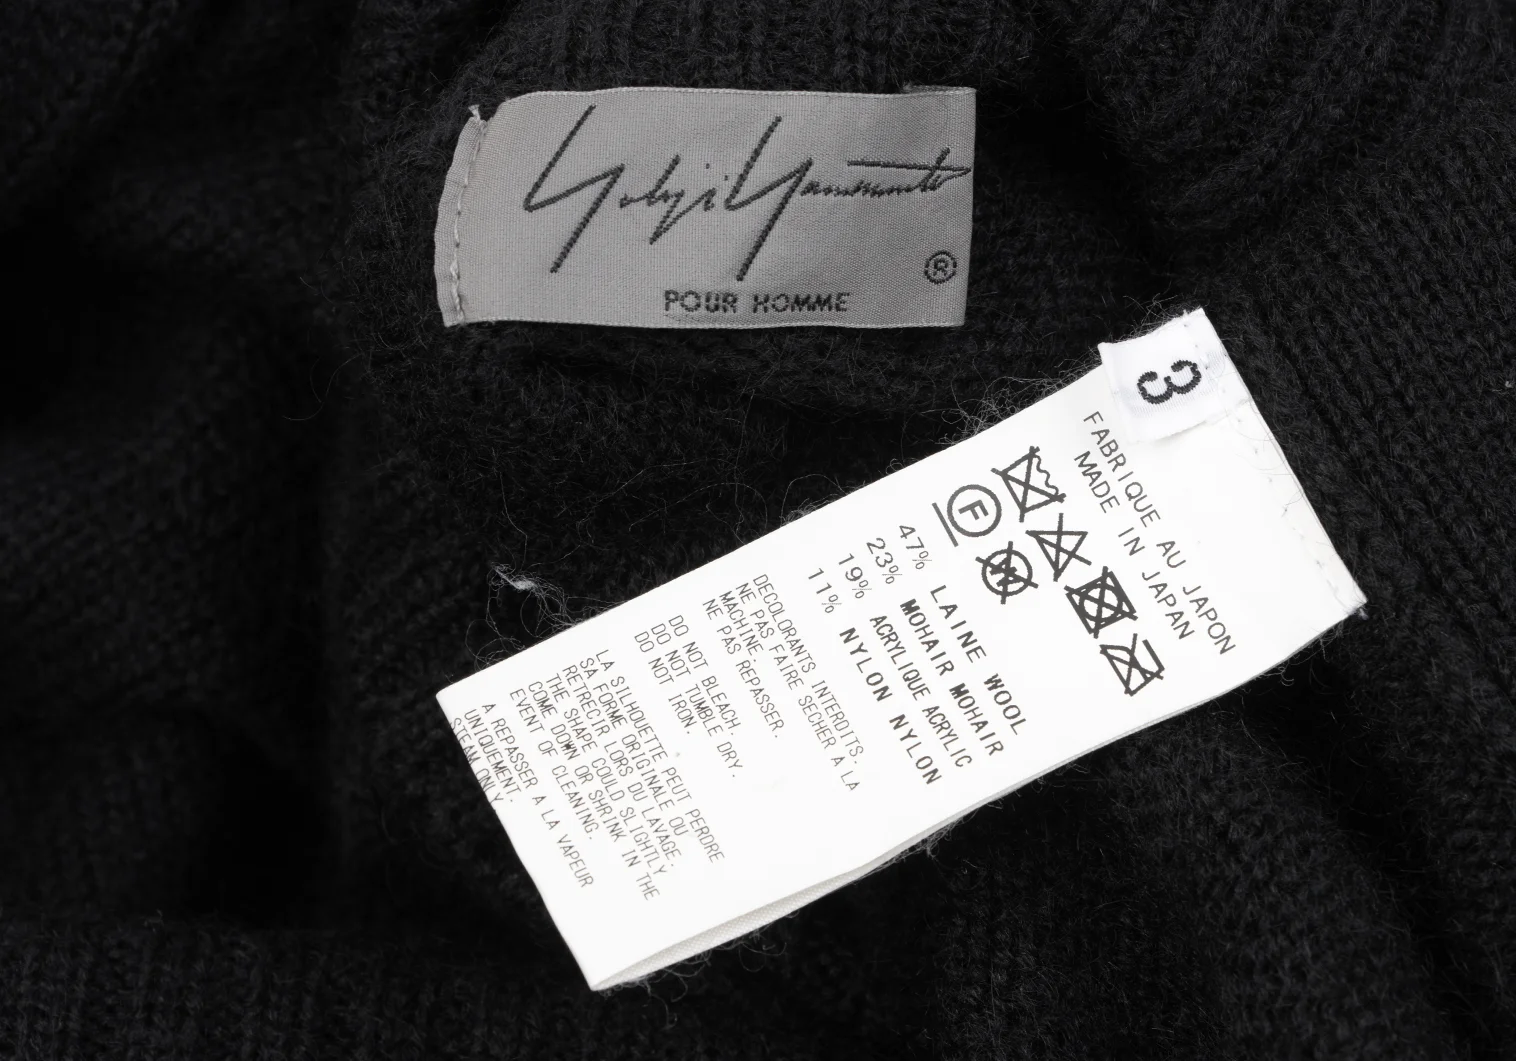 Yohji Yamamoto
®
POUR HOMME
3
FABRIQUE AU JAPON
MADE IN JAPAN
F
W
47% LAINE WOOL
23% MOHAIR MOHAIR
19% ACRYLIQUE ACRYLIC
11% NYLON NYLON
DECOLORANTS INTERDITS.
NE PAS FAIRE SECHER A LA
MACHINE.
NE PAS REPASSER.
DO NOT BLEACH.
DO NOT TUMBLE DRY.
DO NOT IRON.
LA SILHOUETTE PEUT PERDRE
SA FORME ORIGINALE OU
RETRECIR LORS DU LAVAGE.
THE SHAPE COULD SLIGHTLY
COME DOWN OR SHRINK IN THE
EVENT OF CLEANING.
A REPASSER A LA VAPEUR
UNIQUEMENT.
STEAM ONLY